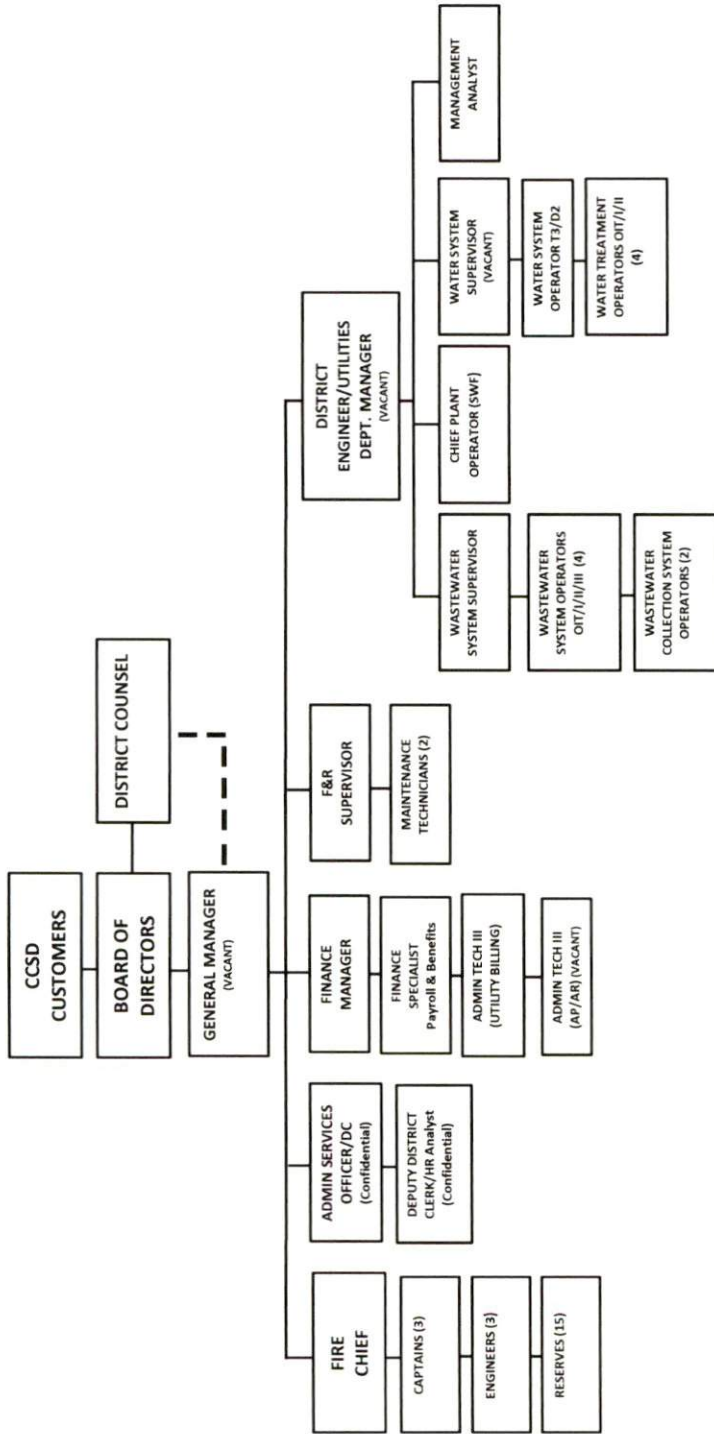 CCSD
CUSTOMERS
BOARD OF
DIRECTORS
DISTRICT COUNSEL
GENERAL MANAGER
(VACANT)
FIRE
CHIEF
CAPTAINS (3)
ENGINEERS (3)
RESERVES (15)
ADMIN SERVICES
OFFICER/DC
(Confidential)
DEPUTY DISTRICT
CLERK/HR Analyst
(Confidential)
FINANCE
MANAGER
FINANCE
SPECIALIST
Payroll & Benefits
ADMIN TECH III
(UTILITY BILLING)
ADMIN TECH III
(AP/AR) (VACANT)
F&R
SUPERVISOR
MAINTENANCE
TECHNICIANS (2)
DISTRICT
ENGINEER/UTILITIES
DEPT. MANAGER
(VACANT)
WASTEWATER
SYSTEM SUPERVISOR
WASTEWATER
SYSTEM OPERATORS
OIT/I/II/III (4)
WASTEWATER
COLLECTION SYSTEM
OPERATORS (2)
CHIEF PLANT
OPERATOR (SWF)
WATER SYSTEM
SUPERVISOR
(VACANT)
WATER SYSTEM
OPERATOR T3/D2
WATER TREATMENT
OPERATORS OIT/I/II
(4)
MANAGEMENT
ANALYST